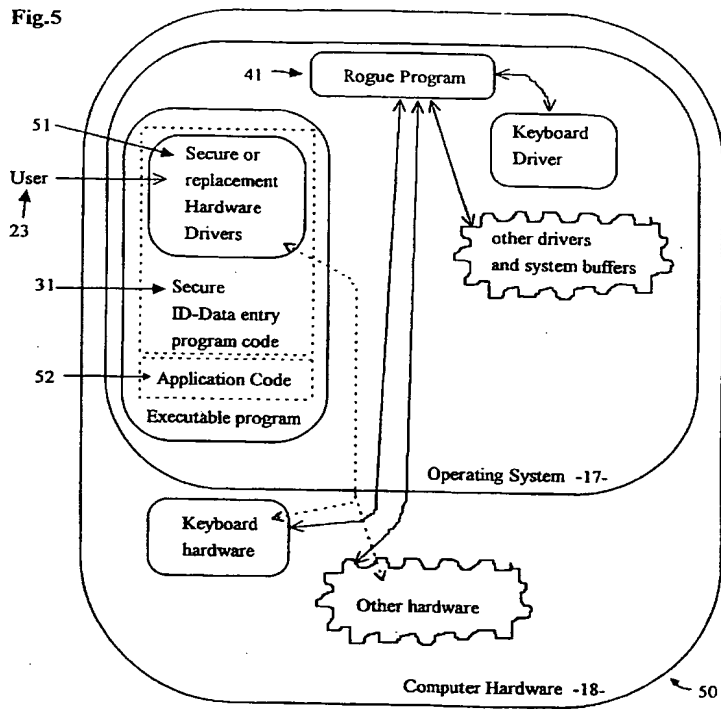 Fig.5
41
Rogue Program
51
Secure or
replacement
Hardware
Drivers
Keyboard
Driver
User
23
other drivers
and system buffers
31
Secure
ID-Data entry
program code
52
Application Code
Executable program
Operating System -17-
Keyboard
hardware
Other hardware
Computer Hardware -18-
50